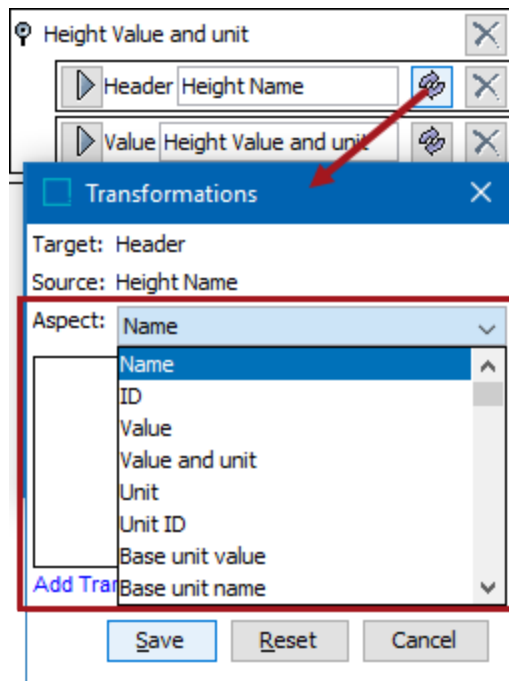 Height Value and unit
Header Height Name
Value Height Value and unit
Transformations
Target: Header
Source: Height Name
Aspect: Name
Name
ID
Value
Value and unit
Unit
Unit ID
Base unit value
Add Tra
Base unit name
Save Reset Cancel